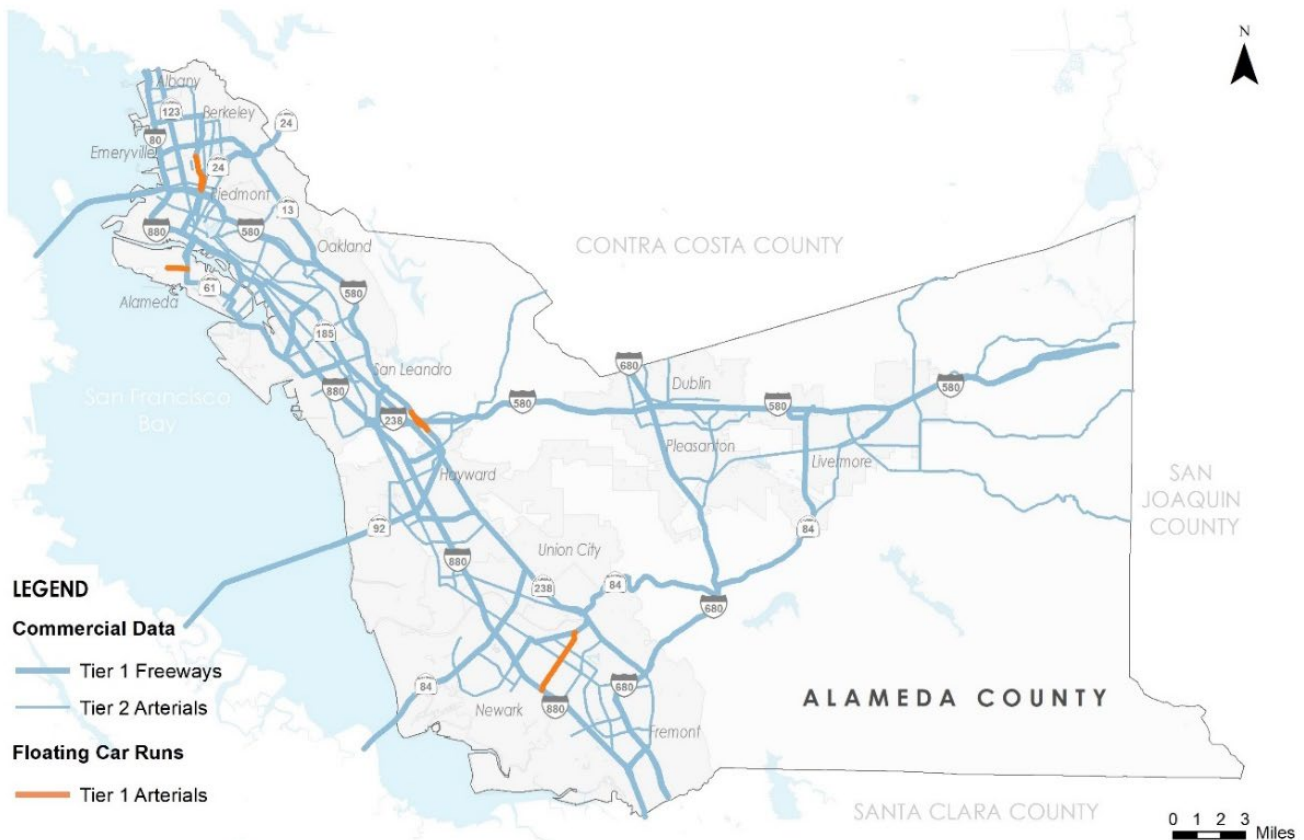 N
Albany
123
Berkeley
24
80
Emeryville
24
Piedmont
13
880
580
Oakland
CONTRA COSTA COUNTY
61
580
Alameda
185
680
San Leandro
Dublin
580
880
580
580
San Francisco
Bay
238
Pleasanton
Livermore
Hayward
SAN
JOAQUIN
COUNTY
92
84
Union City
880
LEGEND
238
84
680
Commercial Data
Tier 1 Freeways
84
680
ALAMEDA COUNTY
Tier 2 Arterials
Newark
880
Fremont
Floating Car Runs
Tier 1 Arterials
SANTA CLARA COUNTY
0 1 2 3
Miles